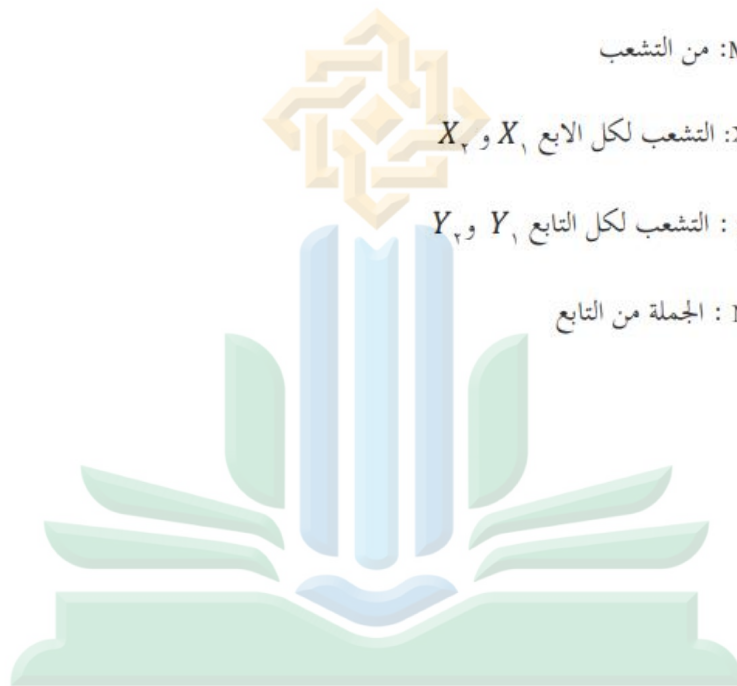 : من التشعب
: التشعب لكل الابع X₁ و X₂
: التشعب لكل التابع Y₁ و Y₂
: الجملة من التابع